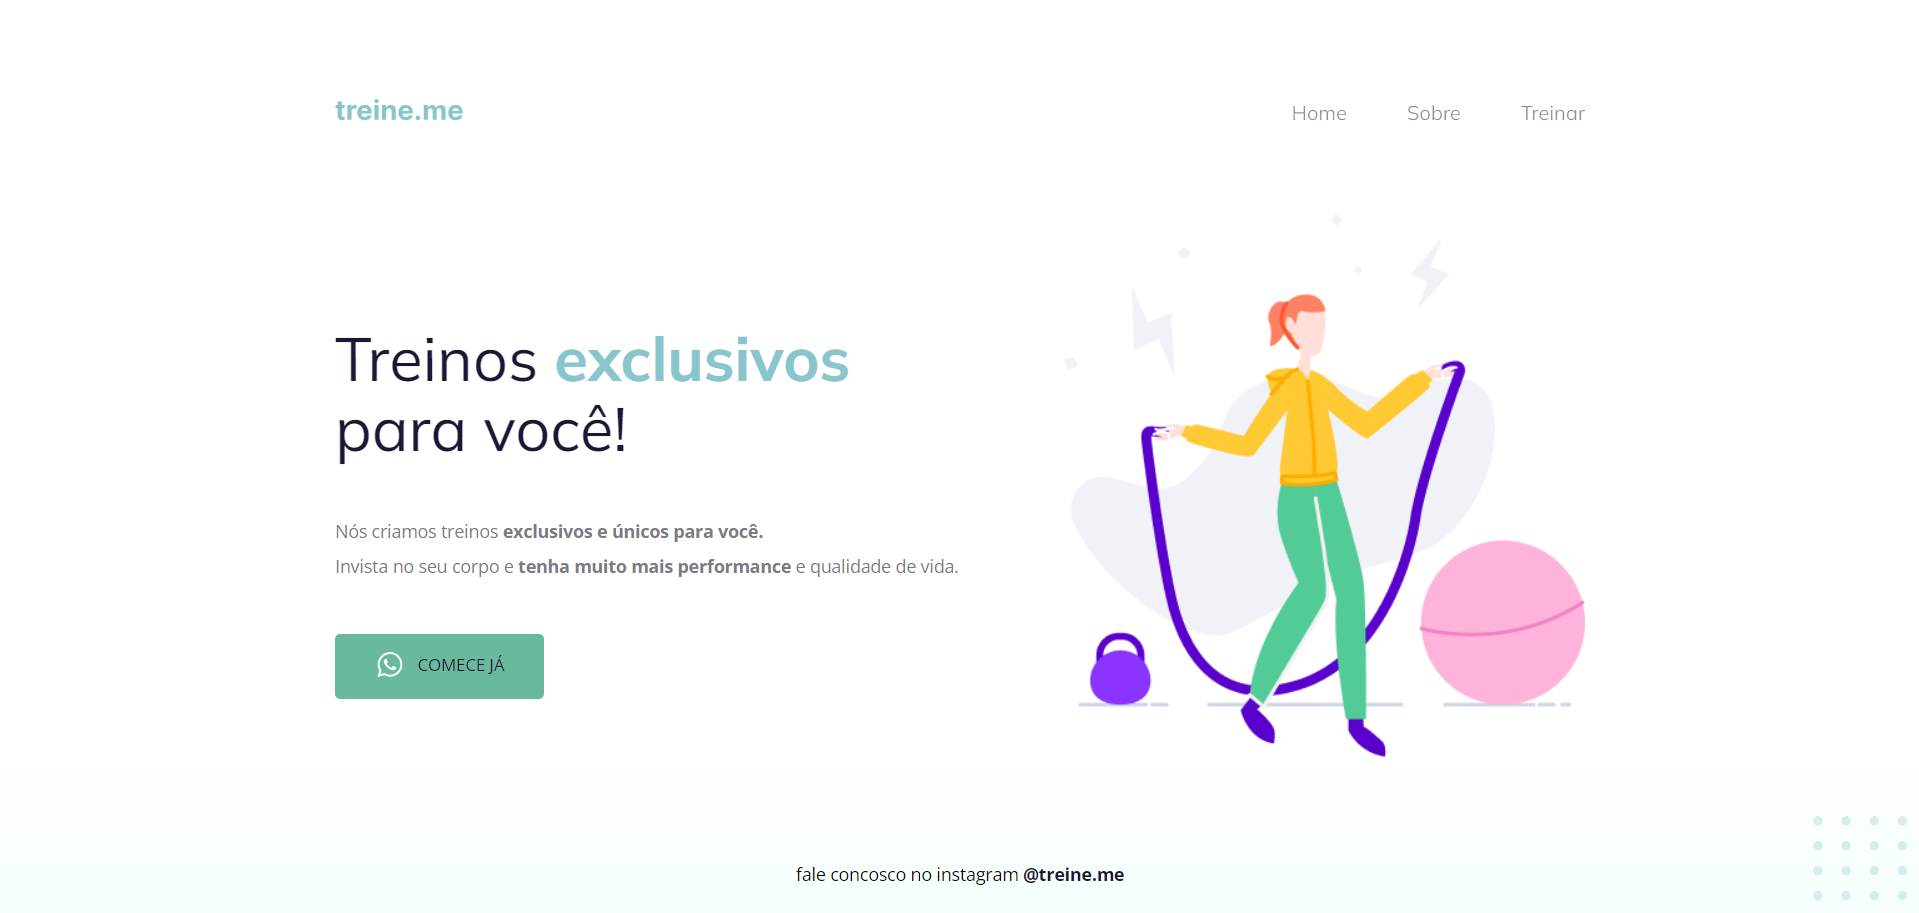 treine.me
Home
Sobre
Treinar
Treinos exclusivos
para você!
Nós criamos treinos exclusivos e únicos para você.
Invista no seu corpo e tenha muito mais performance e qualidade de vida.
COMECE JÁ
fale concosco no instagram @treine.me